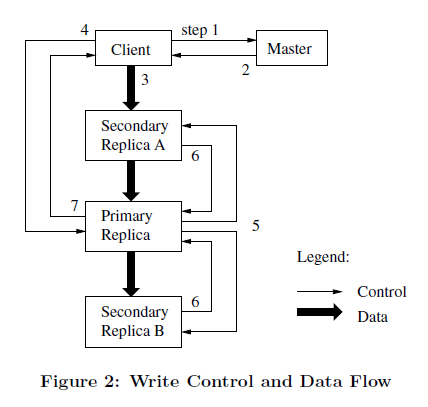 4
step 1
Client
Master
2
3
Secondary
Replica A
6
7
Primary
Replica
5
Legend:
6
Control
Secondary
Replica B
Data
Figure 2: Write Control and Data Flow